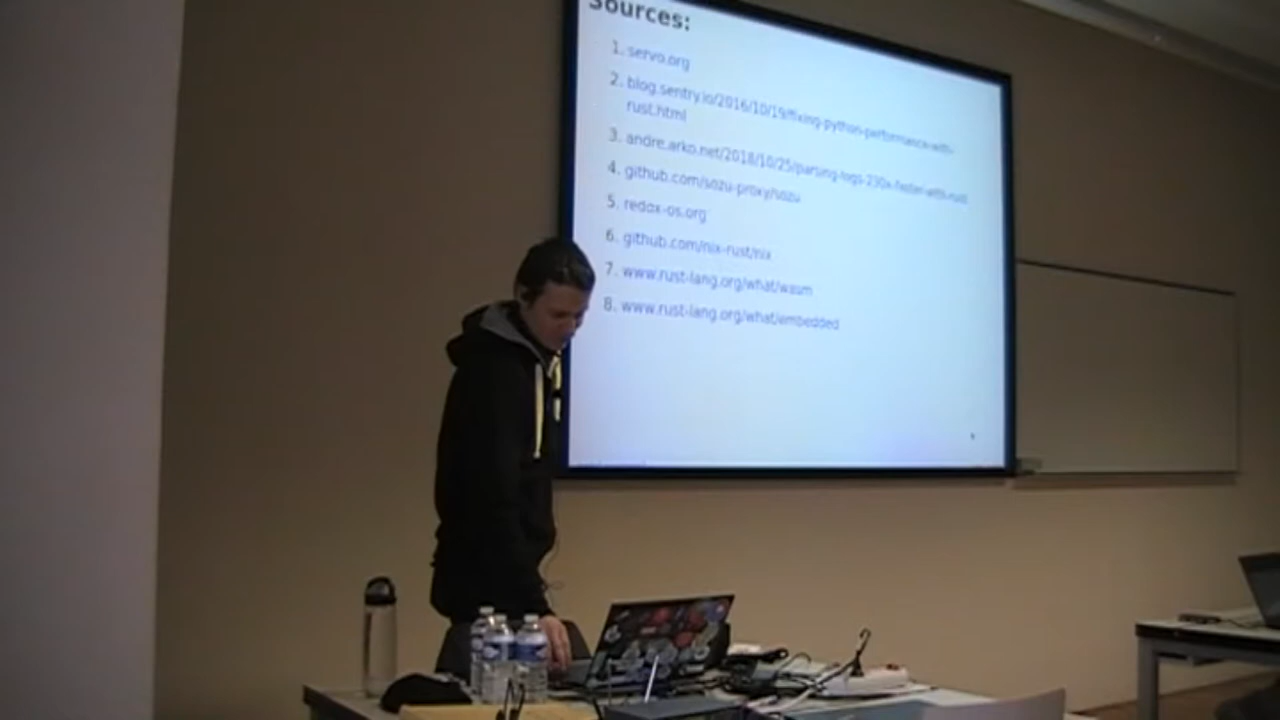 Sources:
1. servo.org
2. blog.sentry.io/2016/10/19/fixing-python-performance-with-
rust.html
3. andre.arko.net/2018/10/25/parsing-logs-230x-faster-with-rust
4. github.com/sozu-proxy/sozu
5. redox-os.org
6. github.com/nix-rust/nix
7. www.rust-lang.org/what/wasm
8. www.rust-lang.org/what/embedded